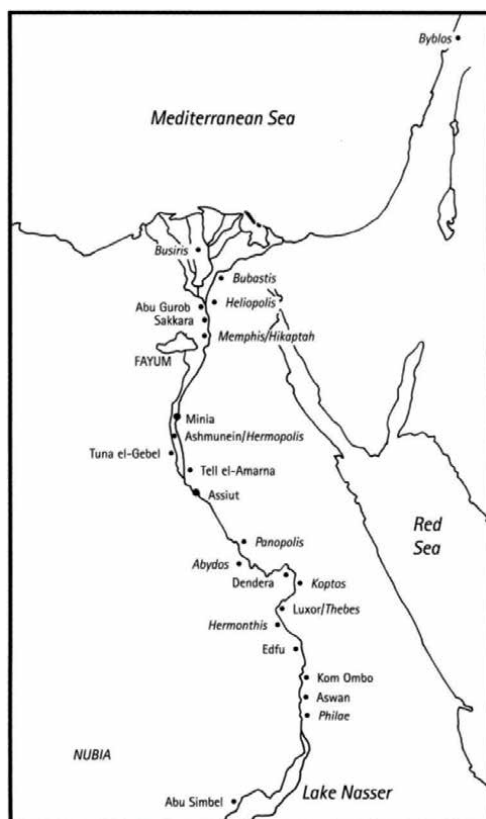 Byblos
Mediterranean Sea
Busiris
Bubastis
Abu Gurob
Heliopolis
Sakkara
Memphis/Hikaptah
FAYUM
Minia
Ashmunein/Hermopolis
Tuna el-Gebel
Tell el-Amarna
Assiut
Red
Sea
Panopolis
Abydos
Dendera
Koptos
Luxor/Thebes
Hermonthis
Edfu
Kom Ombo
Aswan
Philae
NUBIA
Lake Nasser
Abu Simbel